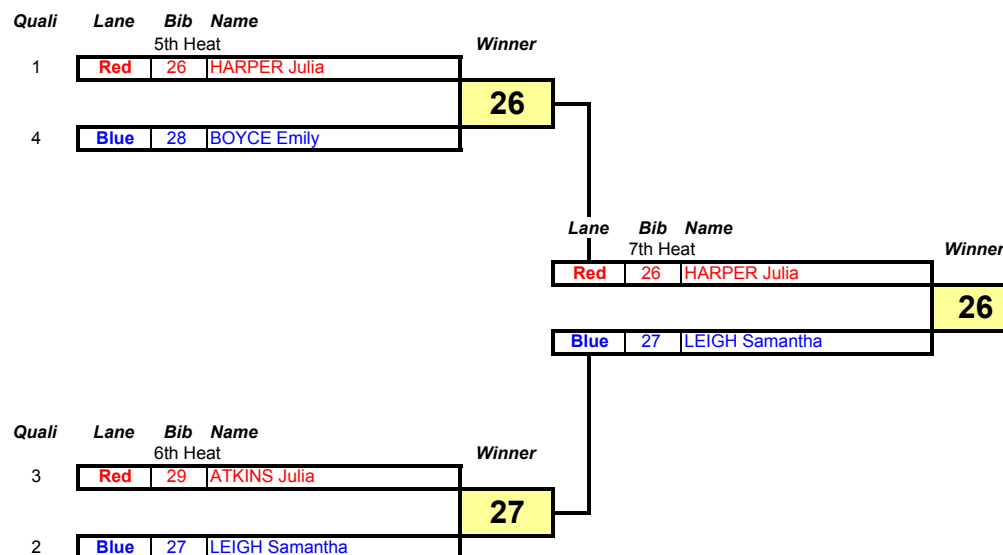 Quali Lane Bib Name
5th Heat Winner
1 Red 26 HARPER Julia
26
4 Blue 28 BOYCE Emily
Lane Bib Name
7th Heat Winner
Red 26 HARPER Julia
26
Blue 27 LEIGH Samantha
Quali Lane Bib Name
6th Heat Winner
3 Red 29 ATKINS Julia
27
2 Blue 27 LEIGH Samantha